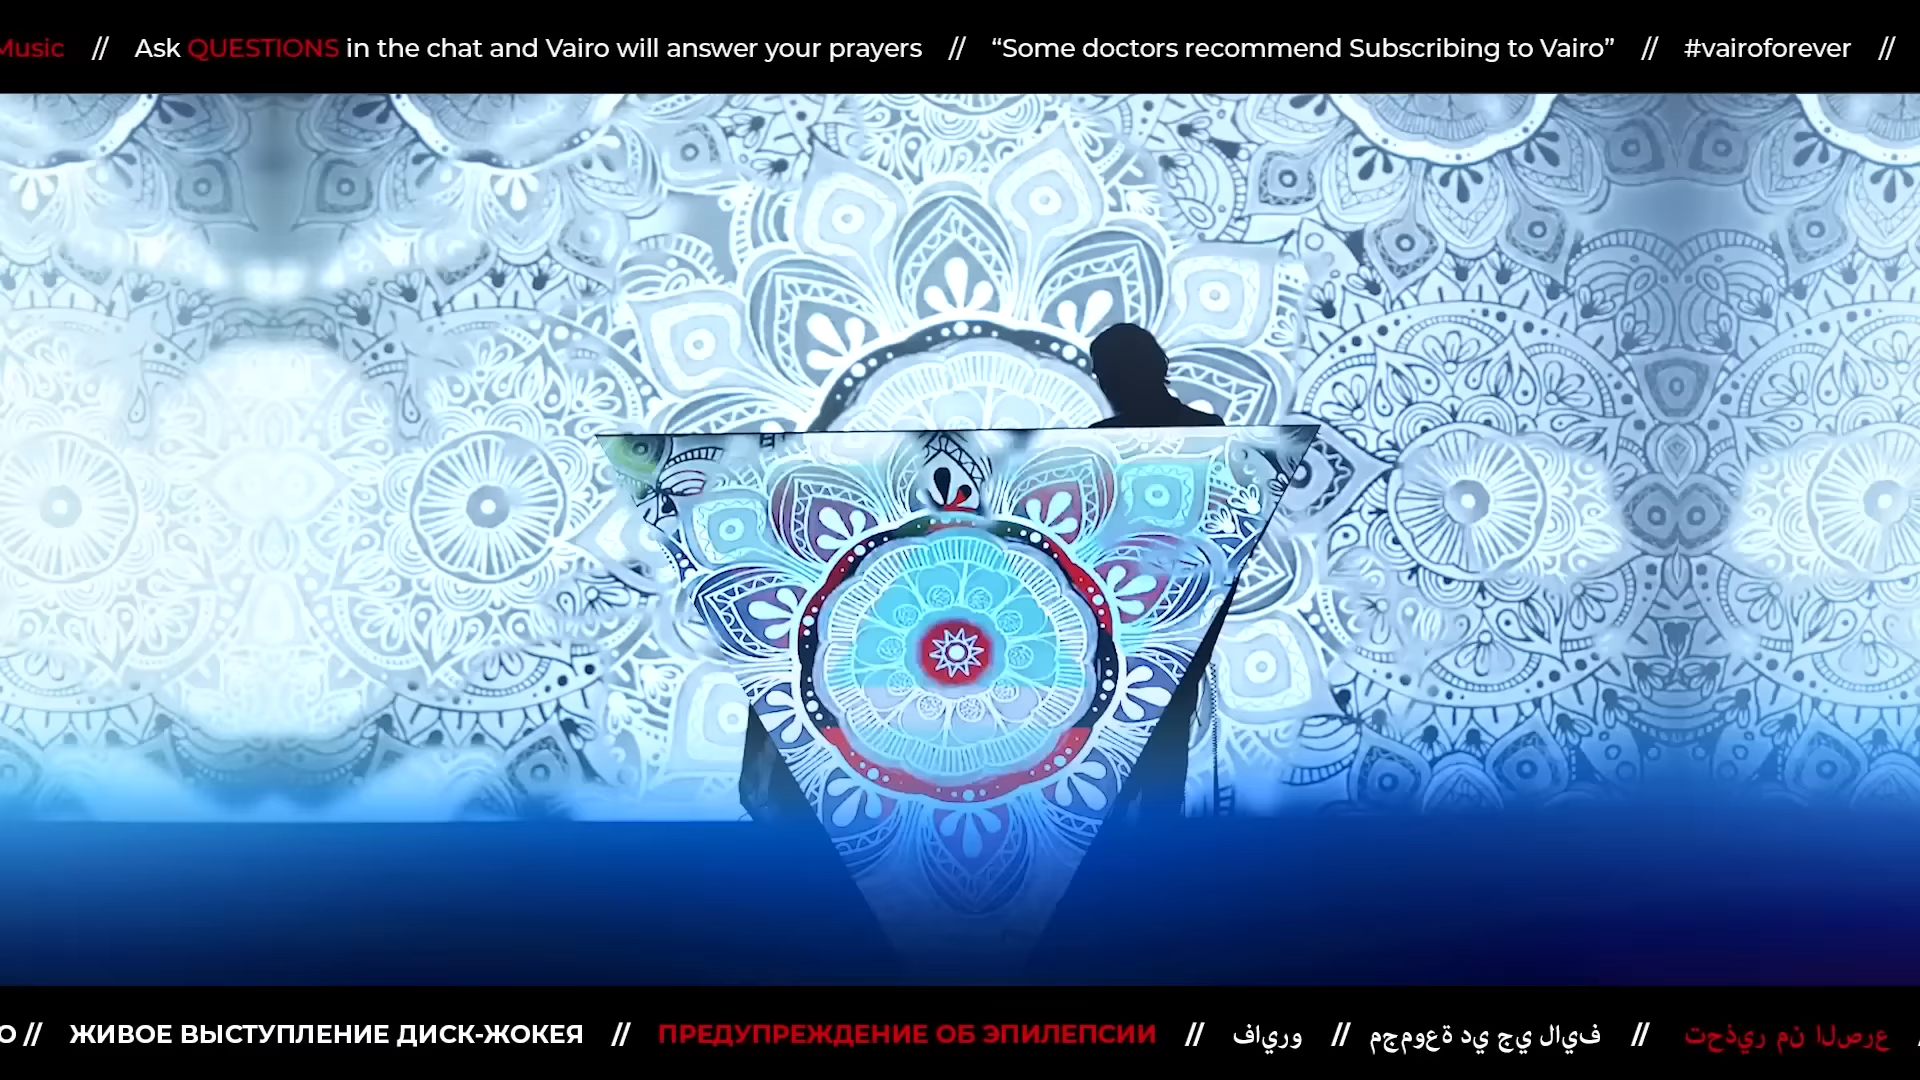 Music // Ask QUESTIONS in the chat and Vairo will answer your prayers // “Some doctors recommend Subscribing to Vairo” // #vairoforever //
О // ЖИВОЕ ВЫСТУПЛЕНИЕ ДИСК-ЖОКЕЯ // ПРЕДУПРЕЖДЕНИЕ ОБ ЭПИЛЕПСИИ // فايرو // مجموعة دي جي لايف // تحذير من الصرع